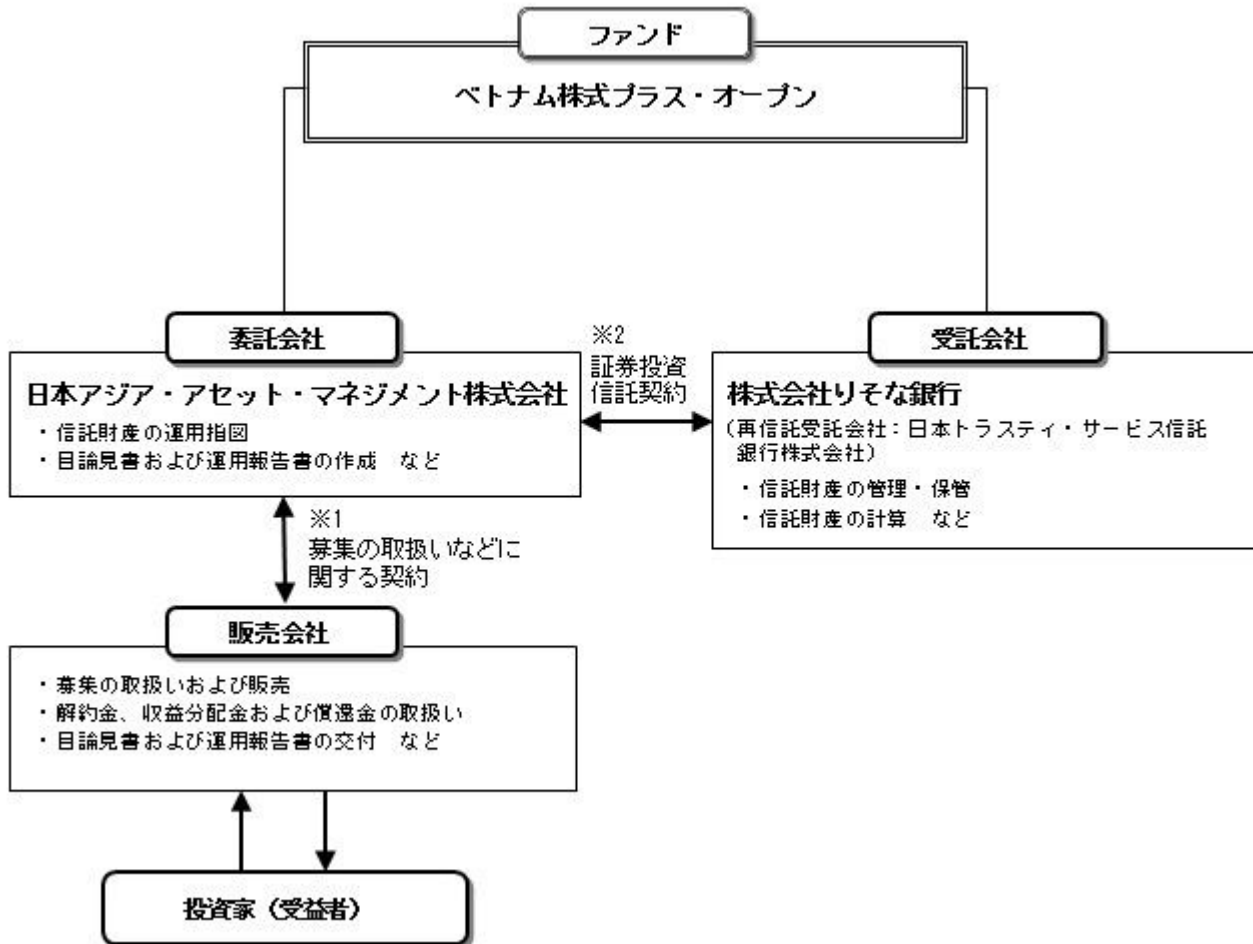 ファンド
ベトナム株式プラス・オープン
委託会社
日本アジア・アセット・マネジメント株式会社
・信託財産の運用指図
・目論見書および運用報告書の作成　など
※2
証券投資
信託契約
受託会社
株式会社りそな銀行
（再信託受託会社：日本トラスティ・サービス信託
銀行株式会社）
・信託財産の管理・保管
・信託財産の計算　など
※1
募集の取扱いなどに
関する契約
販売会社
・募集の取扱いおよび販売
・解約金、収益分配金および償還金の取扱い
・目論見書および運用報告書の交付　など
投資家（受益者）